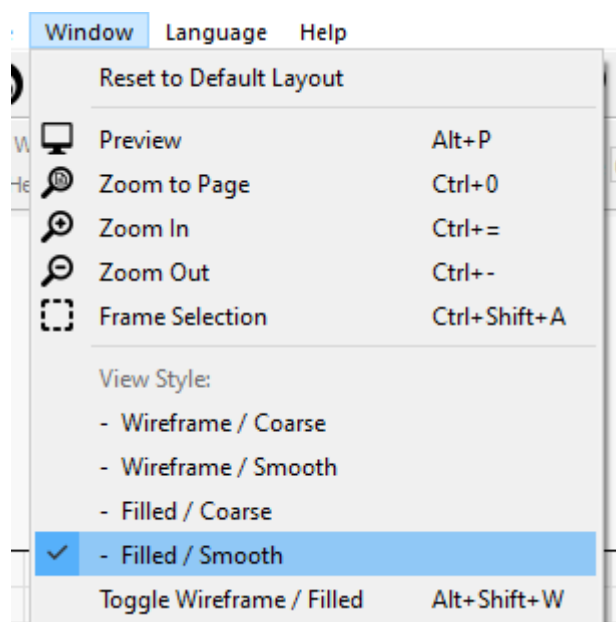 Window Language Help
Reset to Default Layout
Preview Alt+P
Zoom to Page Ctrl+0
Zoom In Ctrl+=
Zoom Out Ctrl+-
Frame Selection Ctrl+Shift+A
View Style:
- Wireframe / Coarse
- Wireframe / Smooth
- Filled / Coarse
- Filled / Smooth
Toggle Wireframe / Filled Alt+Shift+W